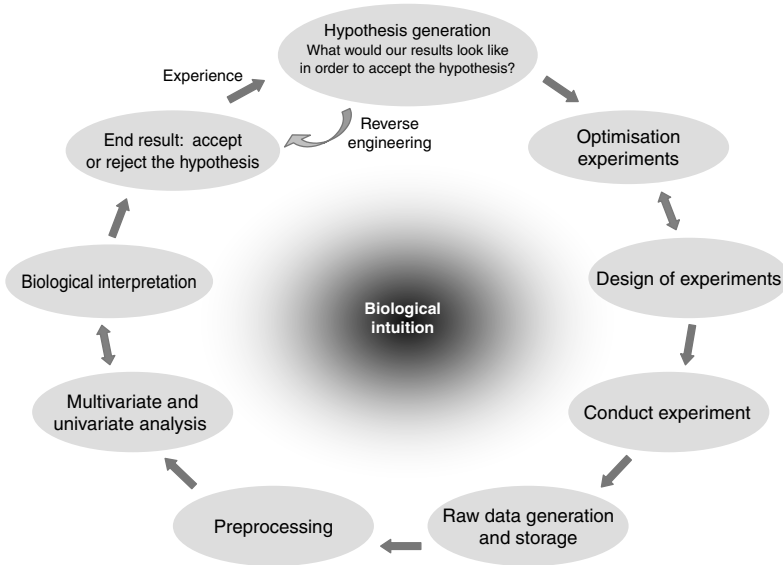 Hypothesis generation
What would our results look like
in order to accept the hypothesis?
Experience
Reverse
engineering
End result: accept
or reject the hypothesis
Optimisation
experiments
Biological interpretation
Design of experiments
Biological
intuition
Multivariate and
univariate analysis
Conduct experiment
Preprocessing
Raw data generation
and storage